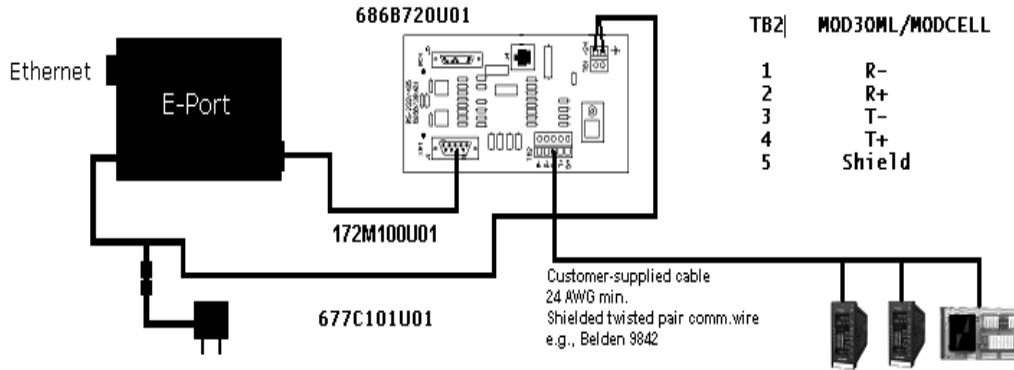 686B720U01
TB2 MOD30ML/MODCELL
Ethernet
E-Port
1 R-
2 R+
3 T-
4 T+
5 Shield
TB2
172M100U01
677C101U01
Customer-supplied cable
24 AWG min.
Shielded twisted pair comm.wire
e.g., Belden 9842